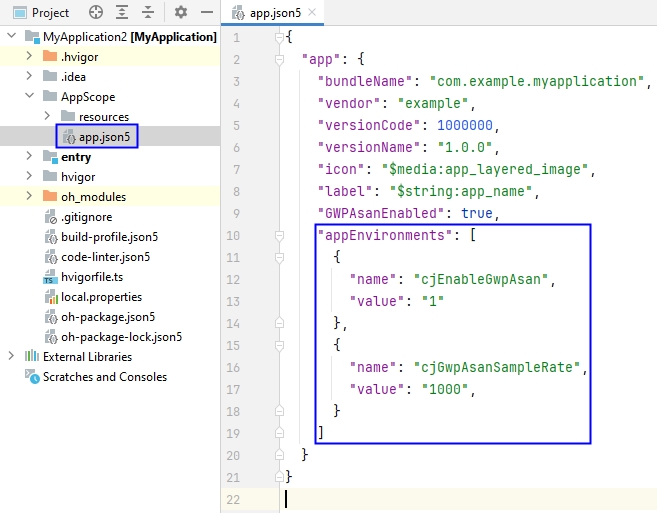 Project
app.json5
MyApplication2 [MyApplication]
.hvigor
.idea
AppScope
resources
app.json5
entry
hvigor
oh_modules
.gitignore
build-profile.json5
code-linter.json5
hvigorfile.ts
local.properties
oh-package.json5
oh-package-lock.json5
External Libraries
Scratches and Consoles
1 {
2 "app": {
3 "bundleName": "com.example.myapplication",
4 "vendor": "example",
5 "versionCode": 1000000,
6 "versionName": "1.0.0",
7 "icon": "$media:app_layered_image",
8 "label": "$string:app_name",
9 "GWPAsanEnabled": true,
10 "appEnvironments": [
11 {
12 "name": "cjEnableGwpAsan",
13 "value": "1"
14 },
15 {
16 "name": "cjGwpAsanSampleRate",
17 "value": "1000",
18 }
19 ]
20 }
21 }
22